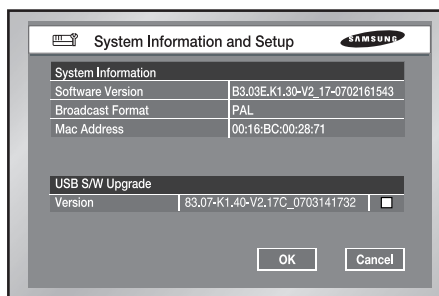 System Information and Setup SAMSUNG
System Information
Software Version B3.03E.K1.30-V2_17-0702161543
Broadcast Format PAL
Mac Address 00:16:BC:00:28:71
USB S/W Upgrade
Version 83.07-K1.40-V2.17C_0703141732
OK Cancel